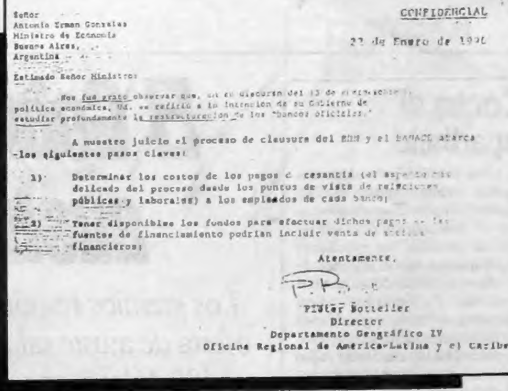 CONFIDENCIAL
Señor
Antonio Erman Gonzales
Ministro de Economía
Buenos Aires,
Argentina
23 de Enero de 1990
Estimado Señor Ministro:
Nos fue grato observar que, en su discurso del 13 de
política económica, Ud. se refirió a la intención de su Gobierno de
estudiar profundamente la restructuración de los "bancos oficiales."
A nuestro juicio el proceso de clausura del BHN y el BANADE abarca
los siguientes pasos claves:
1) Determinar los costos de los pagos de cesantía (el aspecto más
delicado del proceso desde los puntos de vista de relaciones
públicas y laborales) a los empleados de cada banco;
2) Tener disponibles los fondos para efectuar dichos pagos
fuentes de financiamiento podrían incluir venta de activos
financieros;
Atentamente,
Pieter Bottelier
Director
Departamento Geográfico IV
Oficina Regional de América-Latina y el Caribe